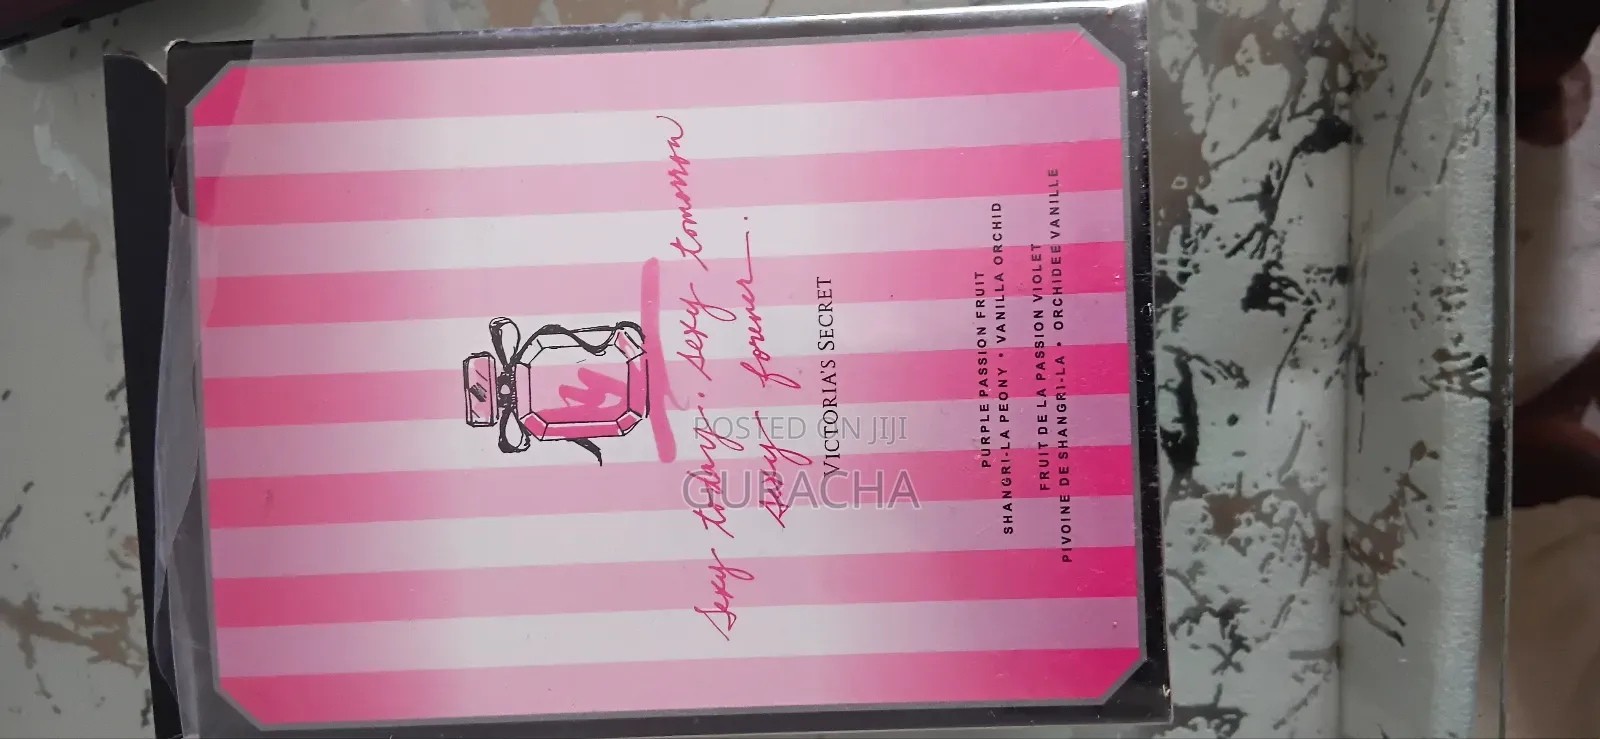 sexy today. sexy tomorrow
sexy forever.
VICTORIA'S SECRET
PURPLE PASSION FRUIT
SHANGRI-LA PEONY • VANILLA ORCHID
FRUIT DE LA PASSION VIOLET
PIVOINE DE SHANGRI-LA • ORCHIDEE VANILLE
POSTED ON JIJI
GURACHA